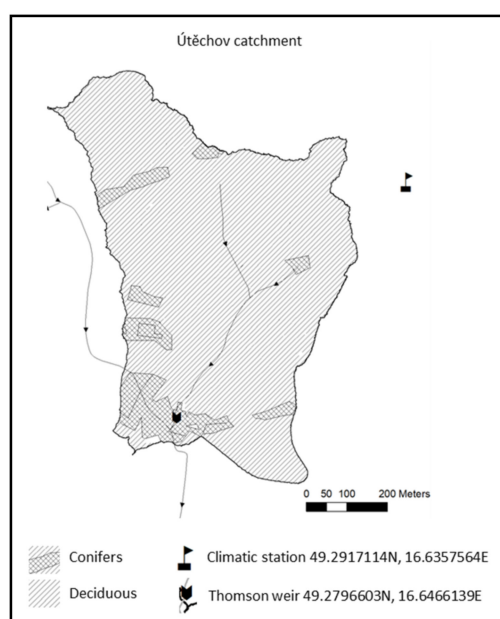 Útěchov catchment
0 50 100 200 Meters
Conifers
Climatic station 49.2917114N, 16.6357564E
Deciduous
Thomson weir 49.2796603N, 16.6466139E